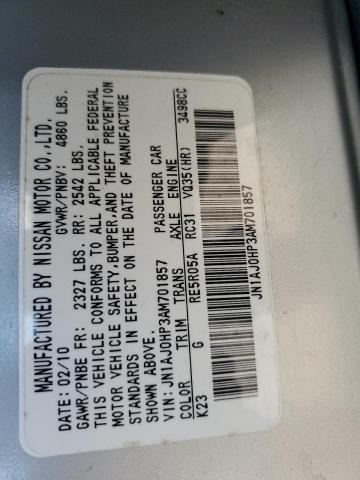 MANUFACTURED BY NISSAN MOTOR CO.,LTD.
DATE: 02/10 GVWR/PNBV: 4860 LBS.
GAWR/PNBE FR: 2327 LBS. RR: 2542 LBS.
THIS VEHICLE CONFORMS TO ALL APPLICABLE FEDERAL
MOTOR VEHICLE SAFETY,BUMPER,AND THEFT PREVENTION
STANDARDS IN EFFECT ON THE DATE OF MANUFACTURE
SHOWN ABOVE.
VIN: JN1AJ0HP3AM701857 PASSENGER CAR
COLOR TRIM TRANS AXLE ENGINE
K23 G RE5R05A RC31 VQ35(HR) 3498CC
JN1AJ0HP3AM701857